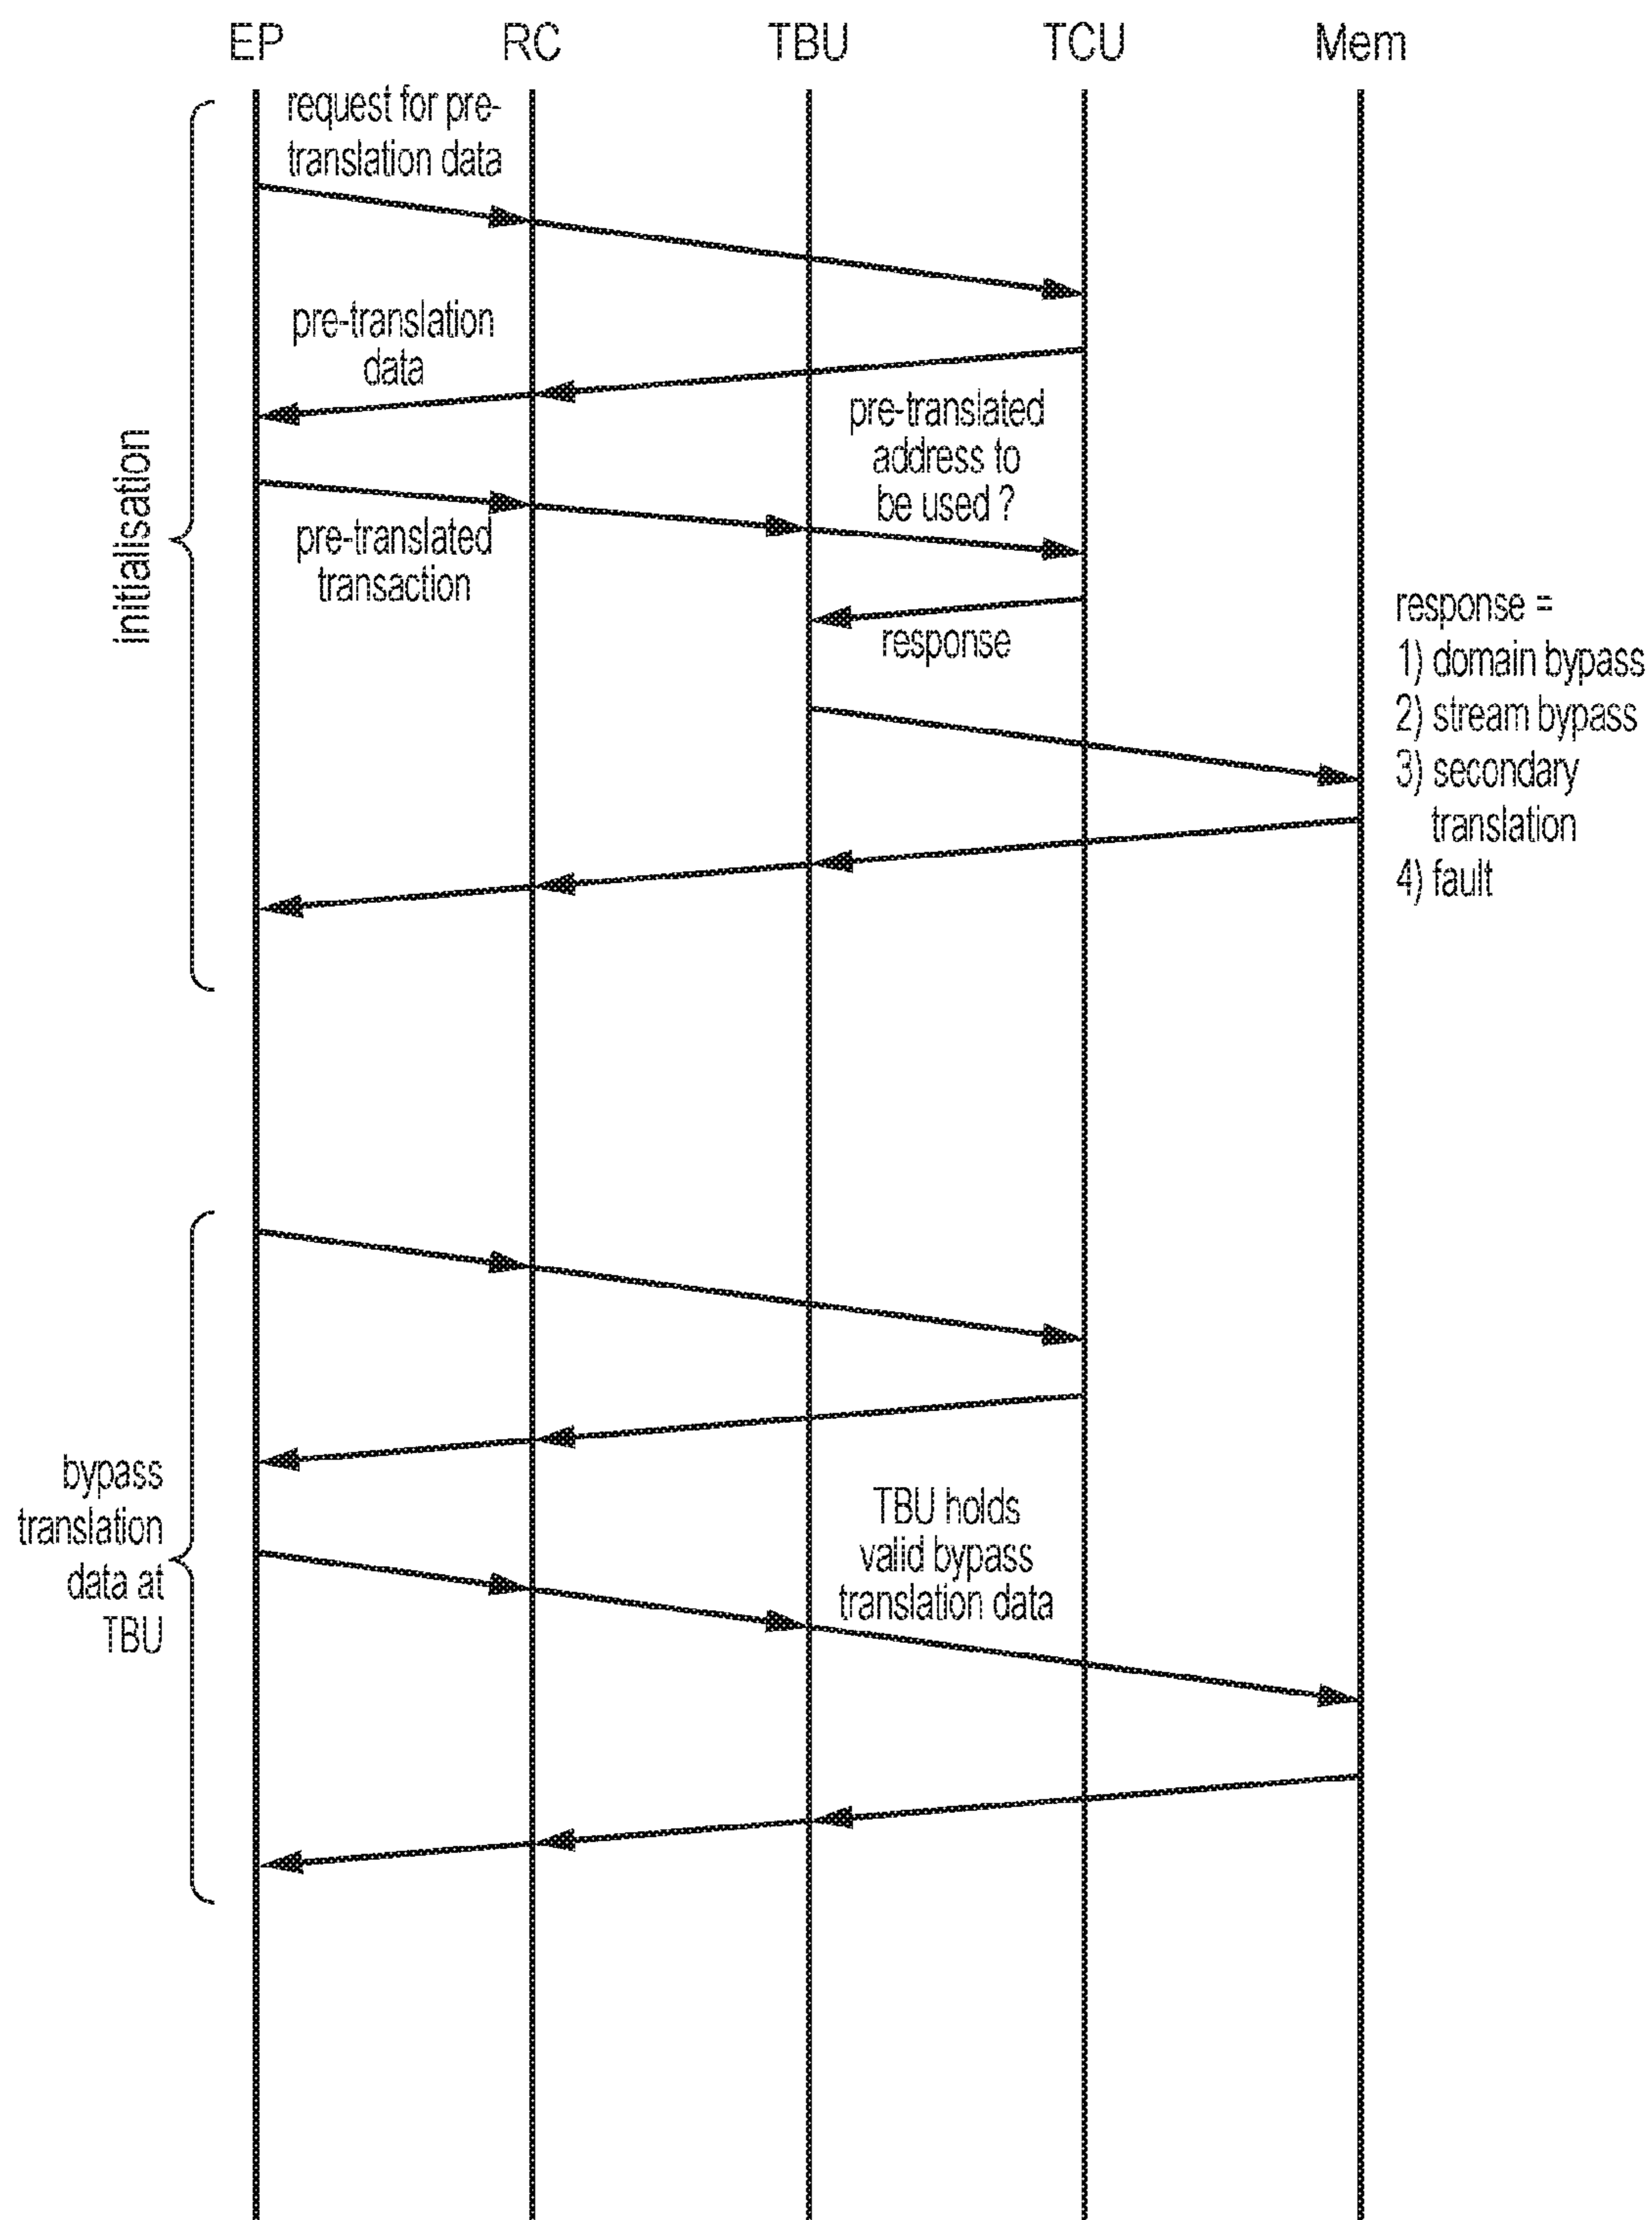 EP RC TBU TCU Mem
request for pre-
translation data
pre-translation
data
pre-translated
address to
be used ?
pre-translated
transaction
response
initialisation
response =
1) domain bypass
2) stream bypass
3) secondary
translation
4) fault
bypass
translation
data at
TBU
TBU holds
valid bypass
translation data